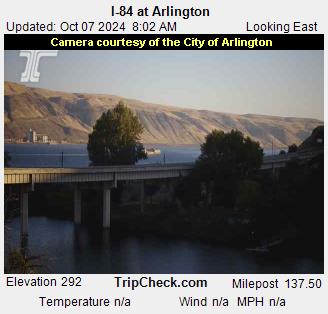 I-84 at Arlington
Updated: Oct 07 2024 8:02 AM Looking East
Camera courtesy of the City of Arlington
Elevation 292 TripCheck.com Milepost 137.50
Temperature n/a Wind n/a MPH n/a